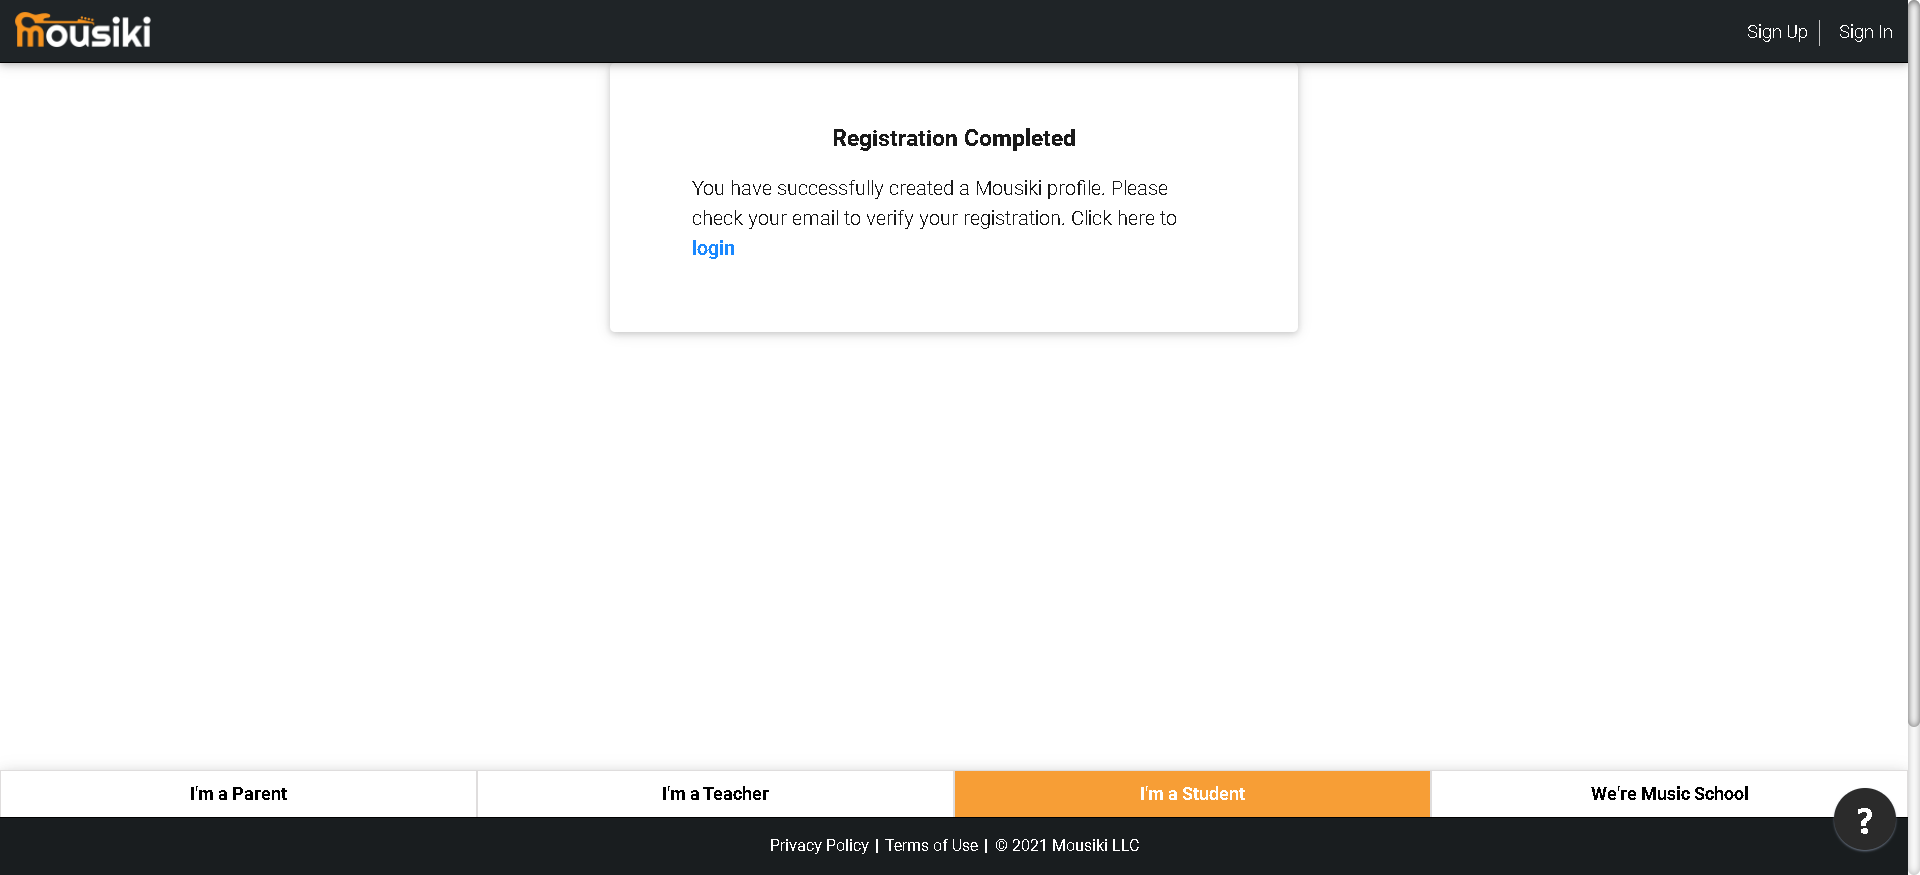 mousiki
Sign Up
Sign In
Registration Completed
You have successfully created a Mousiki profile. Please
check your email to verify your registration. Click here to
login
I'm a Parent
I'm a Teacher
I'm a Student
We're Music School
?
Privacy Policy | Terms of Use | © 2021 Mousiki LLC